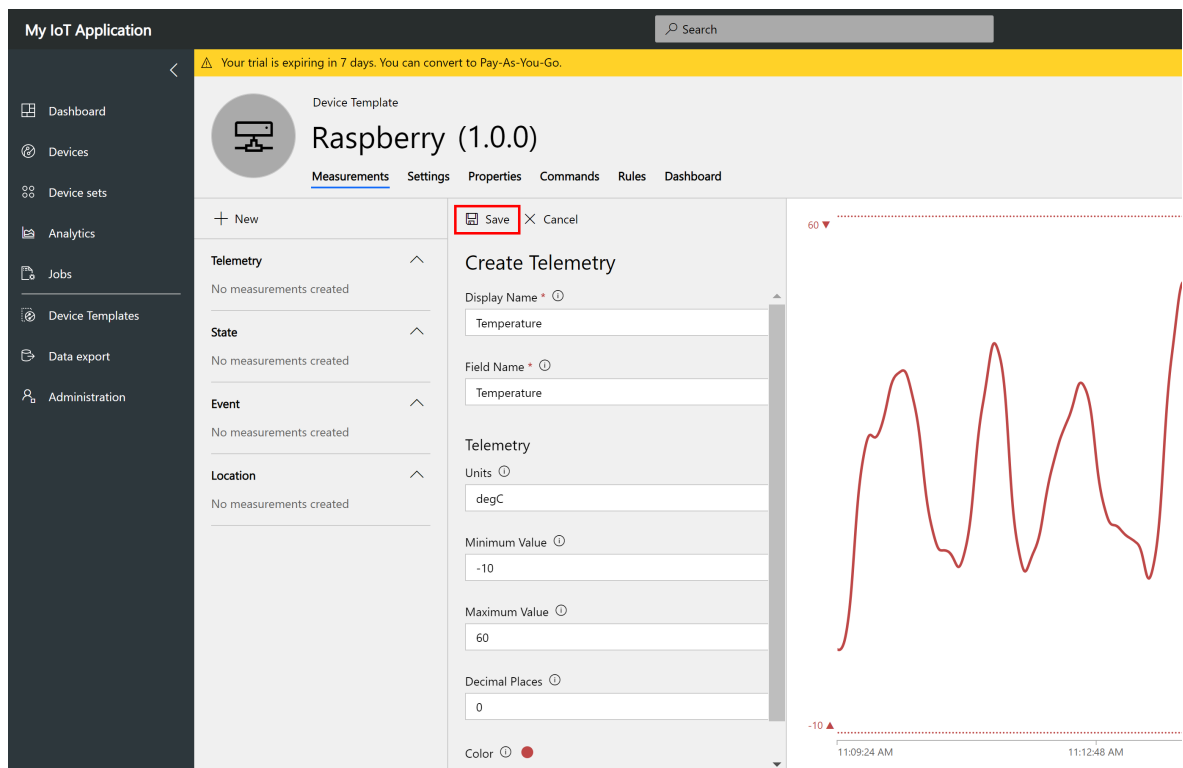 My IoT Application
Search
Your trial is expiring in 7 days. You can convert to Pay-As-You-Go.
Dashboard
Devices
Device sets
Analytics
Jobs
Device Templates
Data export
Administration
Device Template
Raspberry (1.0.0)
Measurements Settings Properties Commands Rules Dashboard
New
Telemetry
No measurements created
State
No measurements created
Event
No measurements created
Location
No measurements created
Save Cancel
Create Telemetry
Display Name *
Temperature
Field Name *
Temperature
Telemetry
Units
degC
Minimum Value
-10
Maximum Value
60
Decimal Places
0
Color
60
-10
11:09:24 AM 11:12:48 AM